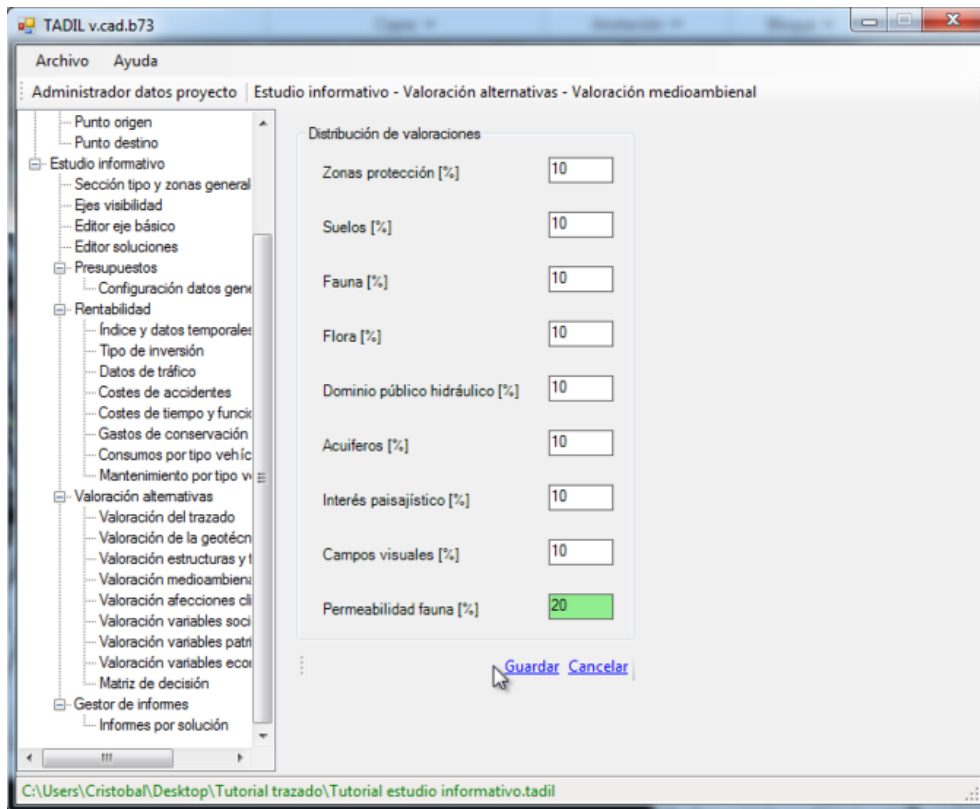 TADIL v.cad.b73
Archivo Ayuda
Administrador datos proyecto Estudio informativo - Valoración alternativas - Valoración medioambienal
Punto origen
Punto destino
Estudio informativo
Sección tipo y zonas general
Ejes visibilidad
Editor eje básico
Editor soluciones
Presupuestos
Configuración datos gene
Rentabilidad
Índice y datos temporales
Tipo de inversión
Datos de tráfico
Costes de accidentes
Costes de tiempo y funcio
Gastos de conservación
Consumos por tipo vehíc
Mantenimiento por tipo v
Valoración alternativas
Valoración del trazado
Valoración de la geotécn
Valoración estructuras y t
Valoración medioambiena
Valoración afecciones cli
Valoración variables soci
Valoración variables patri
Valoración variables econ
Matriz de decisión
Gestor de informes
Informes por solución
Distribución de valoraciones
Zonas protección [%] 10
Suelos [%] 10
Fauna [%] 10
Flora [%] 10
Dominio público hidráulico [%] 10
Acuiferos [%] 10
Interés paisajístico [%] 10
Campos visuales [%] 10
Permeabilidad fauna [%] 20
Guardar Cancelar
C:\Users\Cristobal\Desktop\Tutorial trazado\Tutorial estudio informativo.tadil